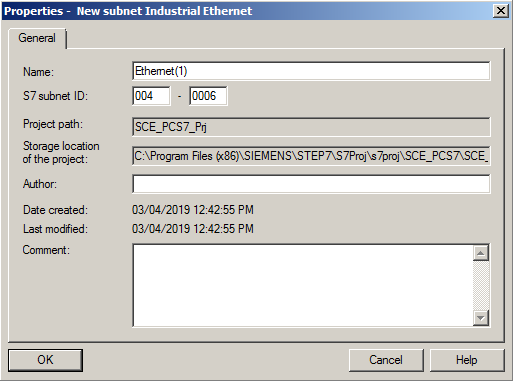 Properties - New subnet Industrial Ethernet
General
Name: Ethernet(1)
S7 subnet ID: 004 - 0006
Project path: SCE_PCS7_Prj
Storage location
of the project: C:\Program Files (x86)\SIEMENS\STEP7\S7Proj\s7proj\SCE_PCS7\SCE_
Author:
Date created: 03/04/2019 12:42:55 PM
Last modified: 03/04/2019 12:42:55 PM
Comment:
OK Cancel Help